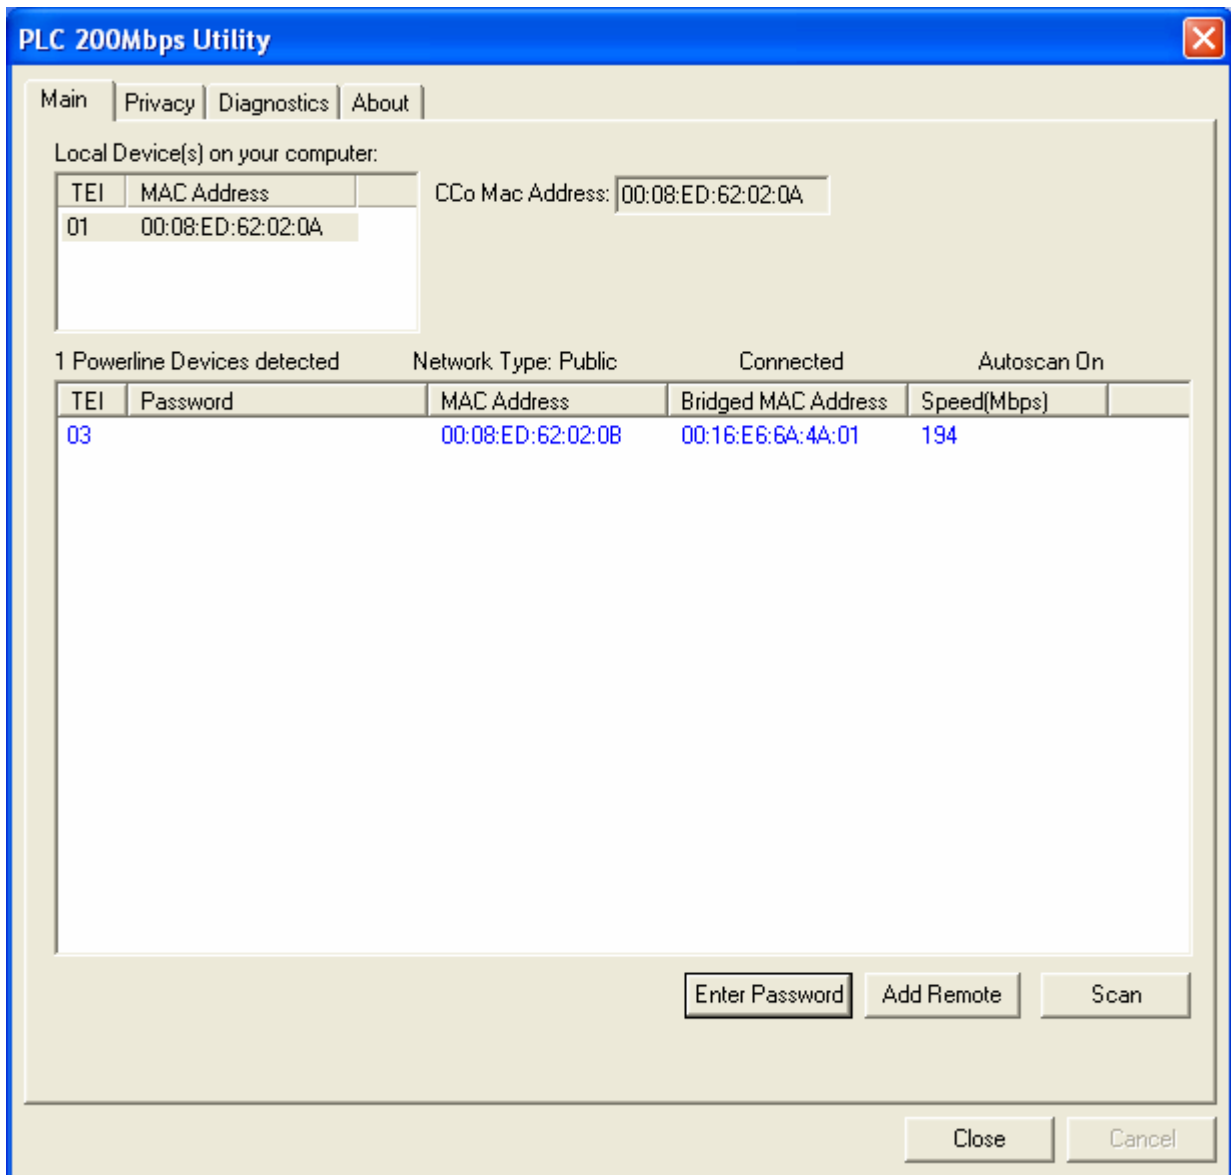 PLC 200Mbps Utility
Main Privacy Diagnostics About
Local Device(s) on your computer:
TEI MAC Address
01 00:08:ED:62:02:0A
CCo Mac Address: 00:08:ED:62:02:0A
1 Powerline Devices detected Network Type: Public Connected Autoscan On
TEI Password MAC Address Bridged MAC Address Speed(Mbps)
03 00:08:ED:62:02:0B 00:16:E6:6A:4A:01 194
Enter Password Add Remote Scan
Close Cancel